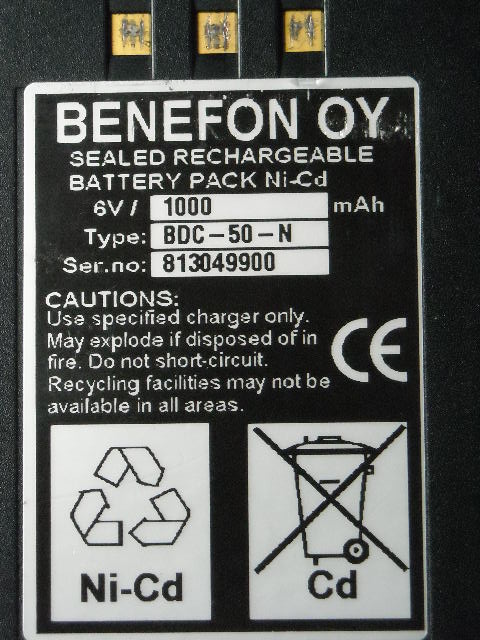 BENEFON OY
SEALED RECHARGEABLE
BATTERY PACK Ni-Cd
6V / 1000 mAh
Type: BDC-50-N
Ser.no: 813049900
CAUTIONS:
Use specified charger only.
May explode if disposed of in
fire. Do not short-circuit.
Recycling facilities may not be
available in all areas.
CE
Ni-Cd
Cd